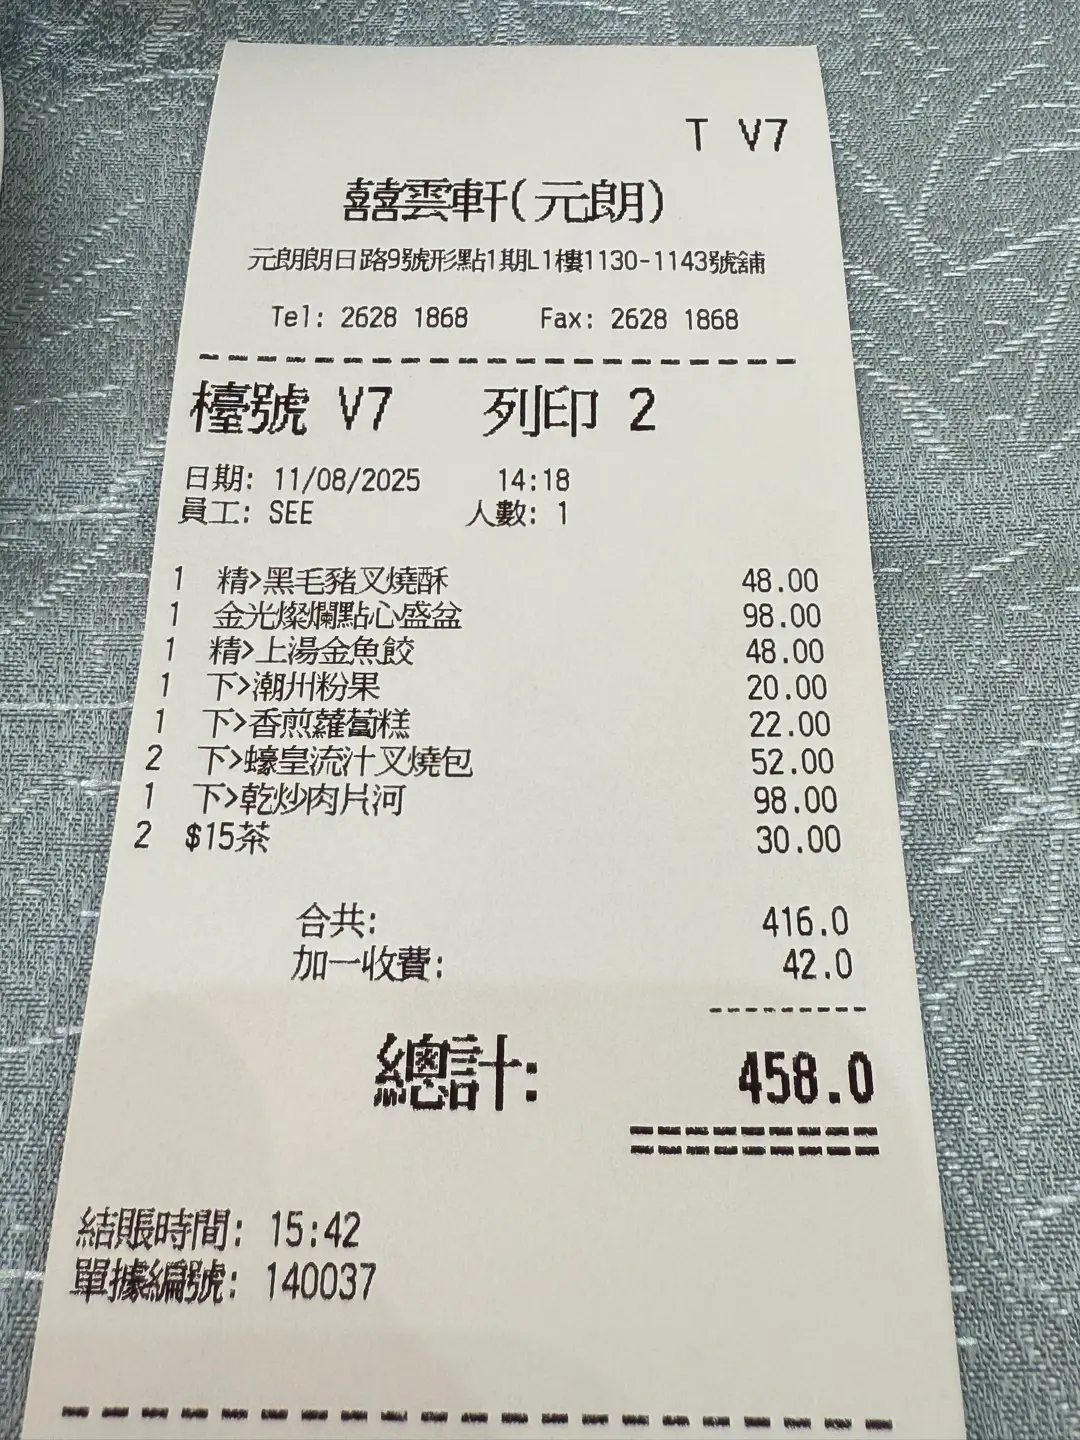 T V7
囍雲軒(元朗)
元朗朗日路9號形點1期L1樓1130-1143號舖
Tel: 2628 1868 Fax: 2628 1868
檯號 V7 列印 2
日期: 11/08/2025 14:18
員工: SEE 人數: 1
1 精>黑毛豬叉燒酥 48.00
1 金光燦爛點心盛盆 98.00
1 精>上湯金魚餃 48.00
1 下>潮州粉果 20.00
1 下>香煎蘿蔔糕 22.00
2 下>蠔皇流汁叉燒包 52.00
1 下>乾炒肉片河 98.00
2 $15茶 30.00
合共: 416.0
加一收費: 42.0
總計: 458.0
結賬時間: 15:42
單據編號: 140037